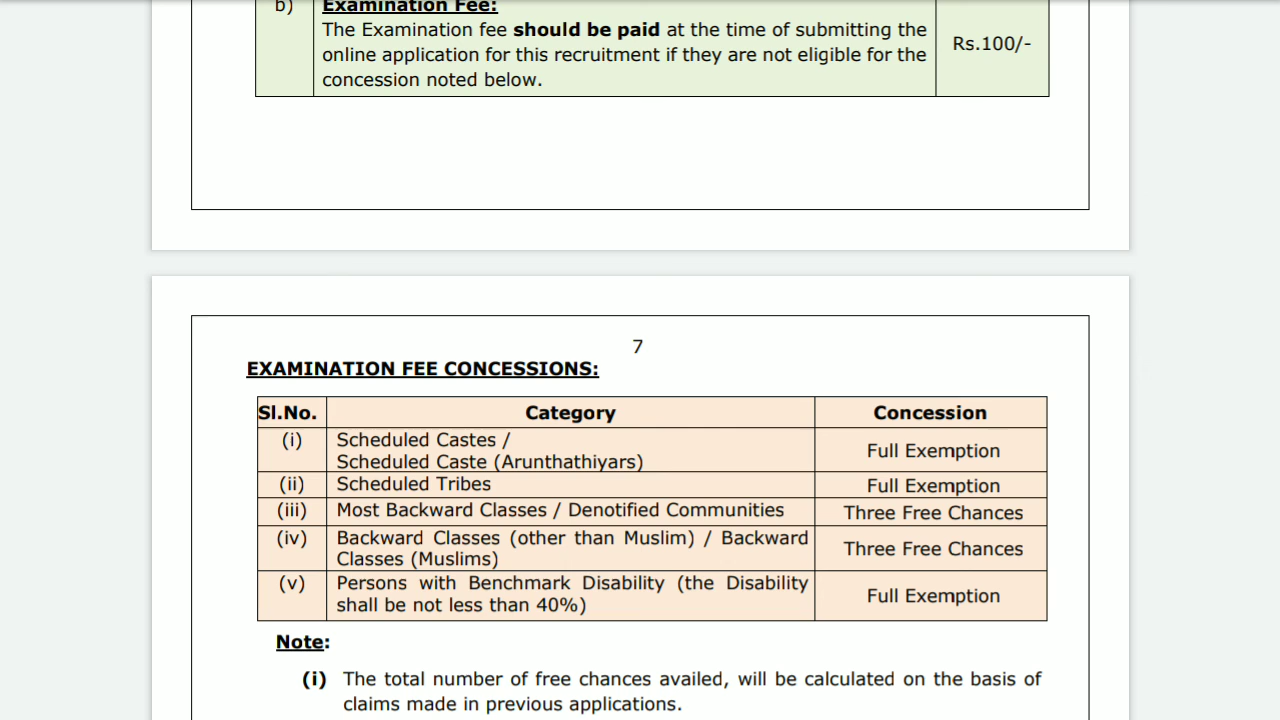 b) Examination Fee:
The Examination fee should be paid at the time of submitting the
online application for this recruitment if they are not eligible for the
concession noted below.
Rs.100/-
7
EXAMINATION FEE CONCESSIONS:
Sl.No. Category Concession
(i) Scheduled Castes /
Scheduled Caste (Arunthathiyars)
Full Exemption
(ii) Scheduled Tribes Full Exemption
(iii) Most Backward Classes / Denotified Communities Three Free Chances
(iv) Backward Classes (other than Muslim) / Backward
Classes (Muslims)
Three Free Chances
(v) Persons with Benchmark Disability (the Disability
shall be not less than 40%)
Full Exemption
Note:
(i) The total number of free chances availed, will be calculated on the basis of
claims made in previous applications.